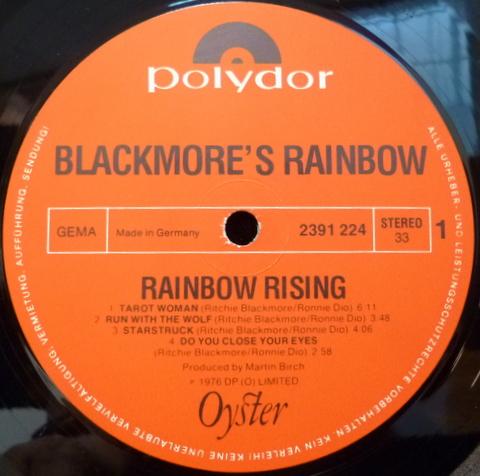 polydor
BLACKMORE'S RAINBOW
GEMA
Made in Germany
2391 224
STEREO
33
1
RAINBOW RISING
1 TAROT WOMAN (Ritchie Blackmore/Ronnie Dio) 6:11
2 RUN WITH THE WOLF (Ritchie Blackmore/Ronnie Dio) 3:48
3 STARSTRUCK (Ritchie Blackmore/Ronnie Dio) 4:06
4 DO YOU CLOSE YOUR EYES
(Ritchie Blackmore/Ronnie Dio) 2:58
Produced by Martin Birch
℗ 1976 DP (O) LIMITED
Oyster
ALLE URHEBER- UND LEISTUNGSSCHUTZRECHTE VORBEHALTEN. KEIN VERLEIH! KEINE UNERLAUBTE VERVIELFÄLTIGUNG, VERMIETUNG, AUFFÜHRUNG, SENDUNG!